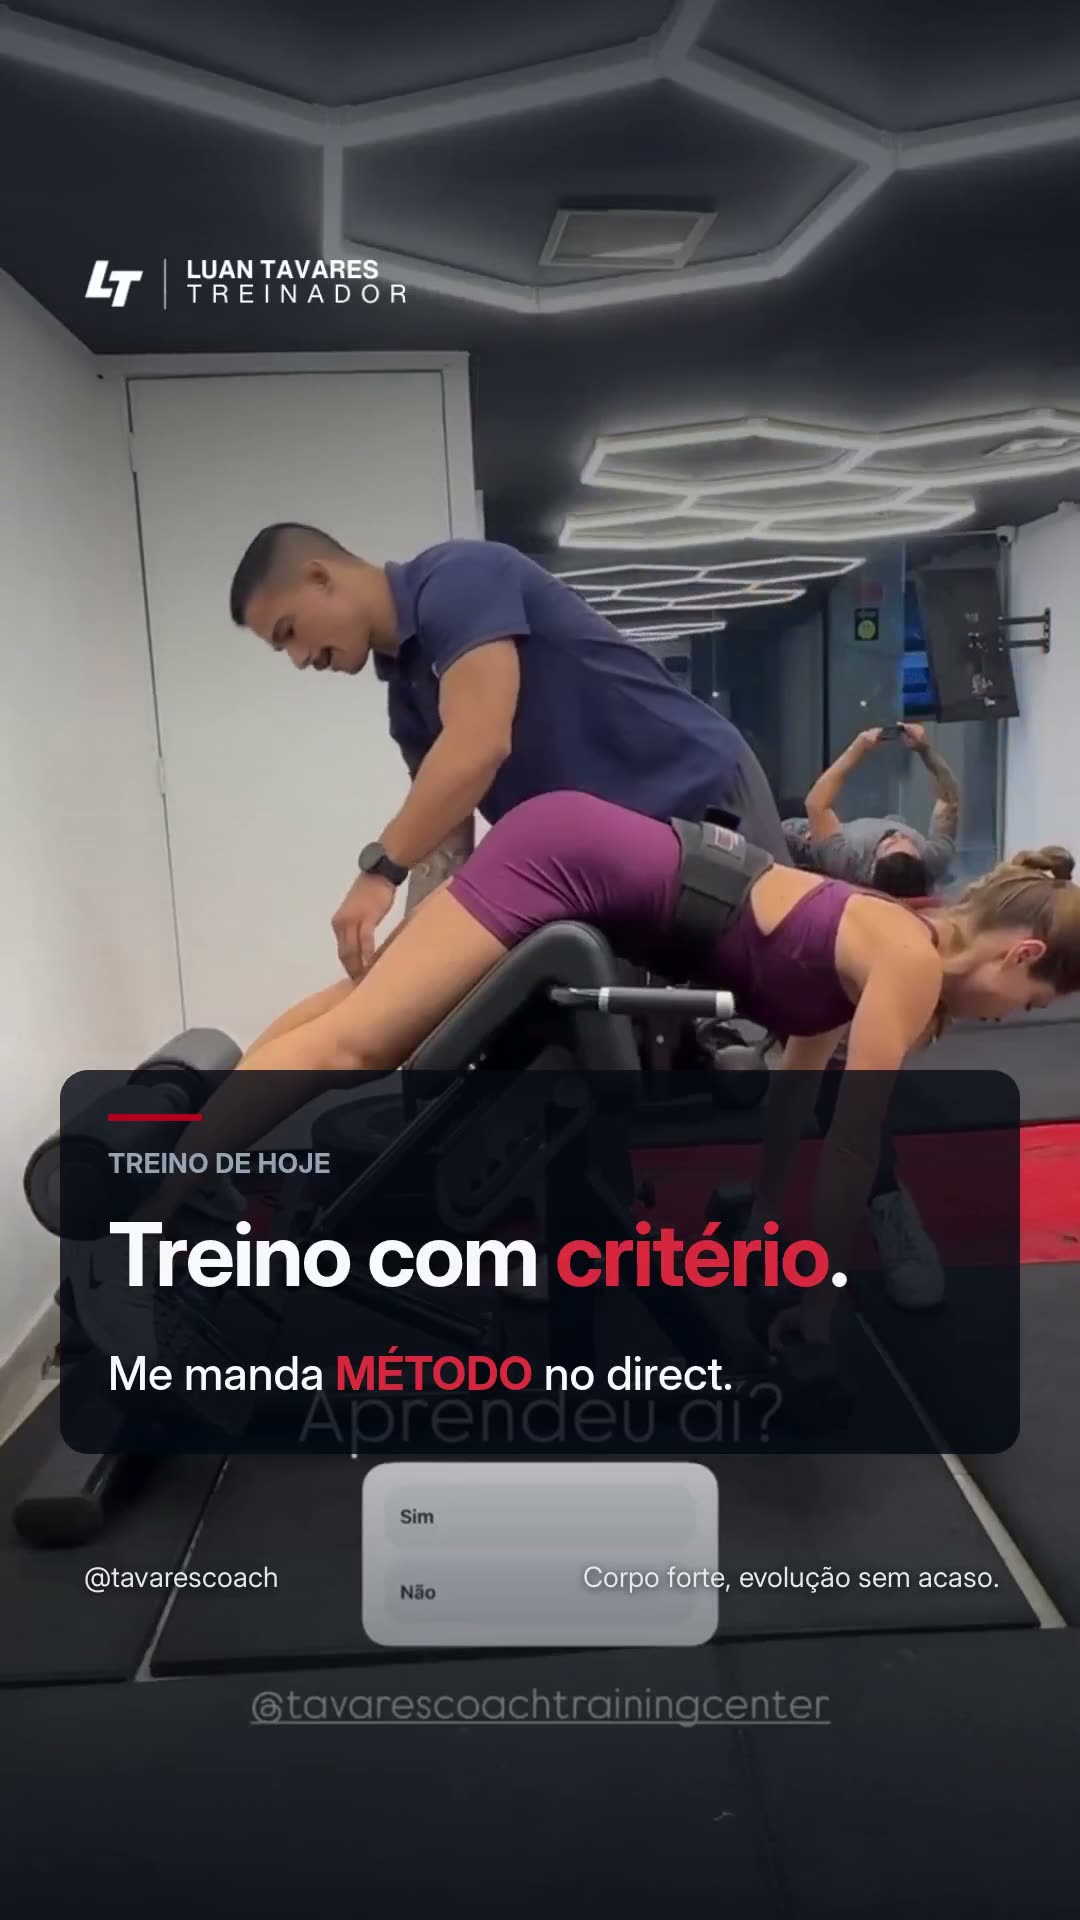 LT
LUAN TAVARES
TREINADOR
TREINO DE HOJE
Treino com critério.
Me manda MÉTODO no direct.
Aprendeu aí?
Sim
Não
@tavarescoach
Corpo forte, evolução sem acaso.
@tavarescoachtrainingcenter